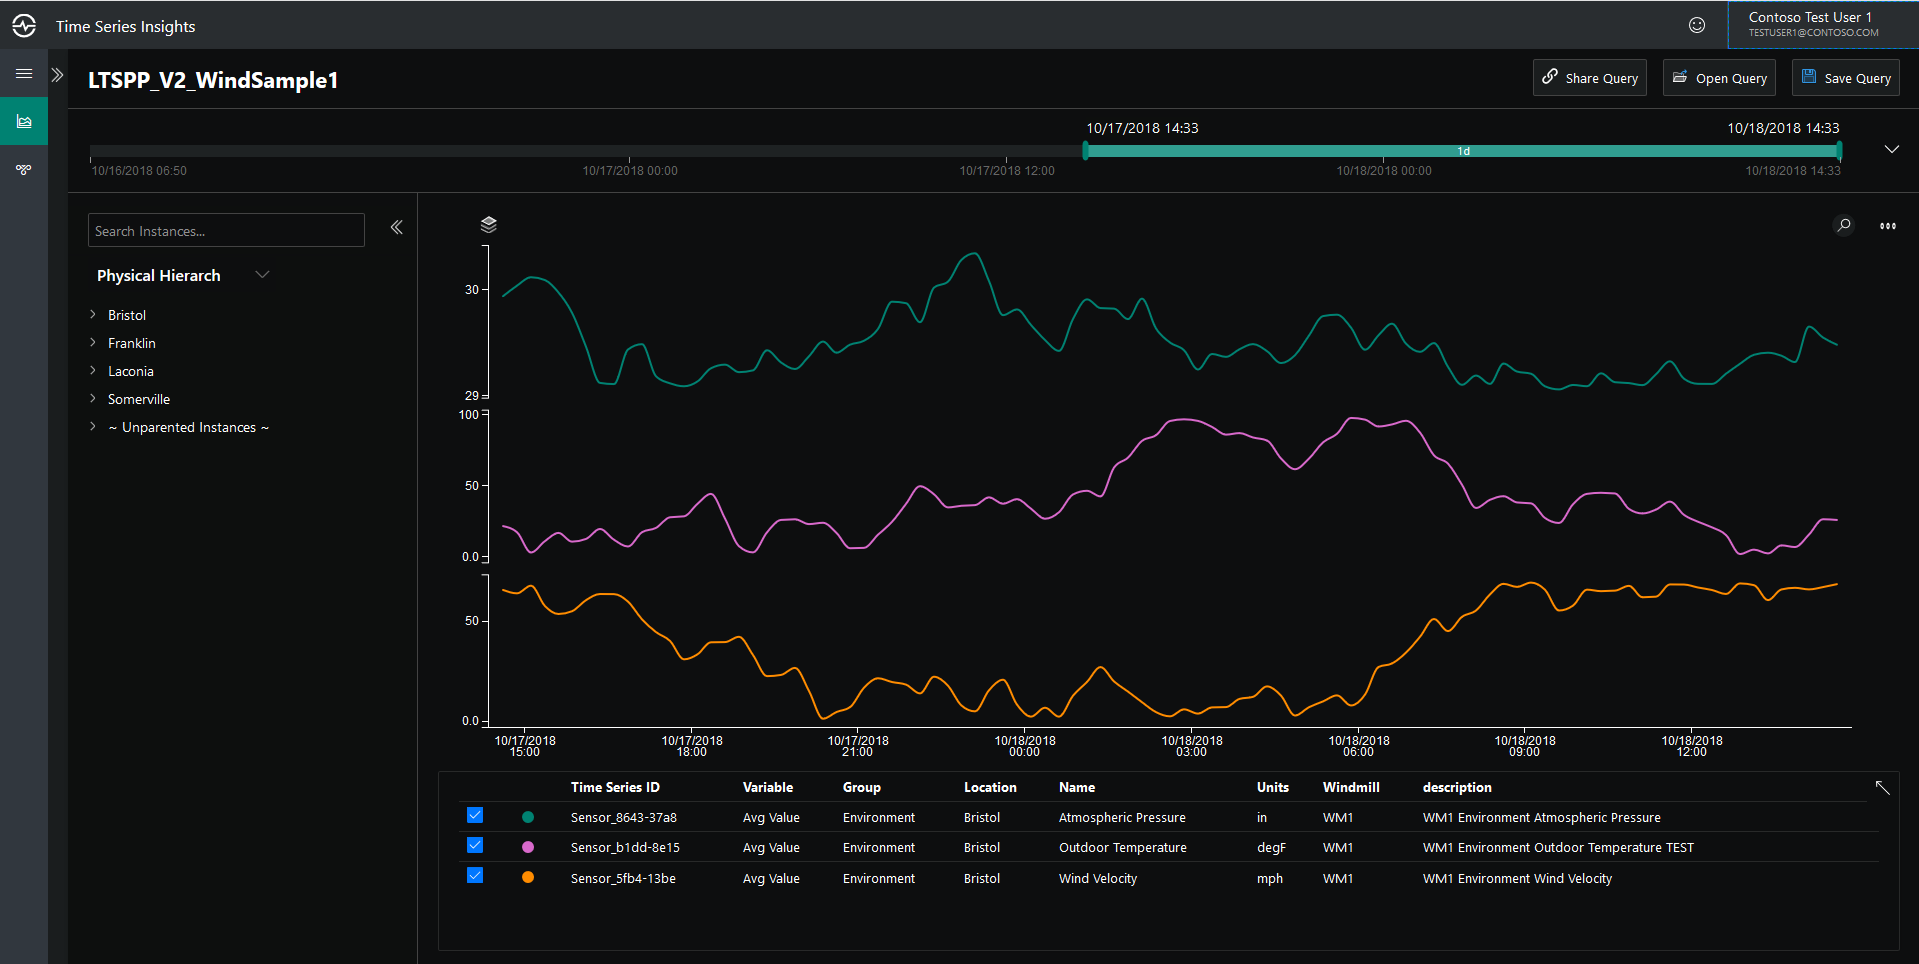 Time Series Insights
Contoso Test User 1
TESTUSER1@CONTOSO.COM
LTSPP_V2_WindSample1
Share Query
Open Query
Save Query
10/17/2018 14:33
10/18/2018 14:33
1d
10/16/2018 06:50
10/17/2018 00:00
10/17/2018 12:00
10/18/2018 00:00
10/18/2018 14:33
Search Instances...
Physical Hierarch
Bristol
Franklin
Laconia
Somerville
~ Unparented Instances ~
30
29
100
50
0.0
50
0.0
10/17/2018
15:00
10/17/2018
18:00
10/17/2018
21:00
10/18/2018
00:00
10/18/2018
03:00
10/18/2018
06:00
10/18/2018
09:00
10/18/2018
12:00
Time Series ID Variable Group Location Name Units Windmill description
Sensor_8643-37a8 Avg Value Environment Bristol Atmospheric Pressure in WM1 WM1 Environment Atmospheric Pressure
Sensor_b1dd-8e15 Avg Value Environment Bristol Outdoor Temperature degF WM1 WM1 Environment Outdoor Temperature TEST
Sensor_5fb4-13be Avg Value Environment Bristol Wind Velocity mph WM1 WM1 Environment Wind Velocity